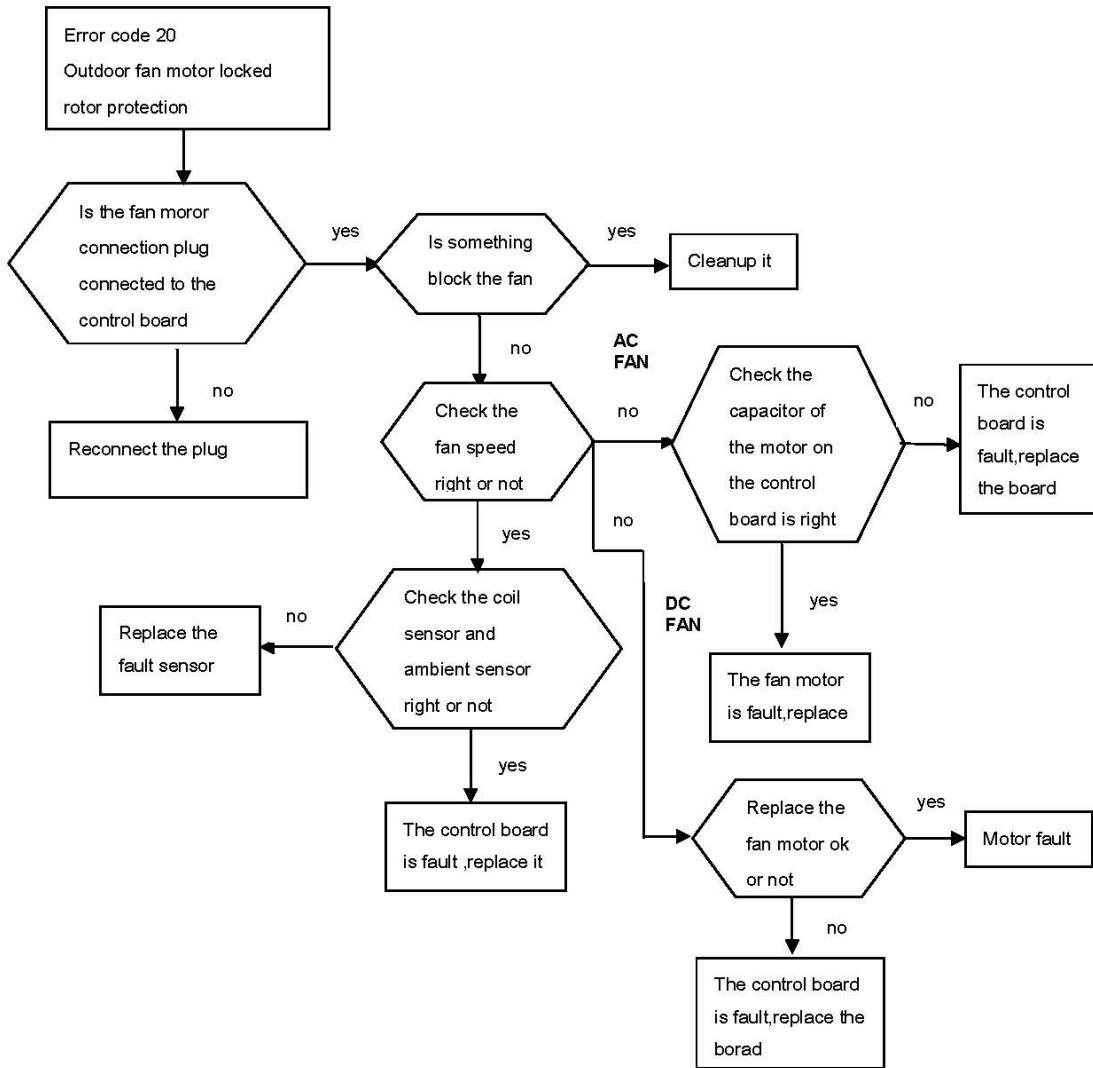 Error code 20
Outdoor fan motor locked
rotor protection
Is the fan moror
connection plug
connected to the
control board
yes
Is something
block the fan
yes
Cleanup it
no
Reconnect the plug
no
AC
FAN
Check the
fan speed
right or not
no
Check the
capacitor of
the motor on
the control
board is right
no
The control
board is
fault,replace
the board
yes
The fan motor
is fault,replace
no
DC
FAN
yes
Check the coil
sensor and
ambient sensor
right or not
no
Replace the
fault sensor
yes
The control board
is fault ,replace it
Replace the
fan motor ok
or not
yes
Motor fault
no
The control board
is fault,replace the
borad